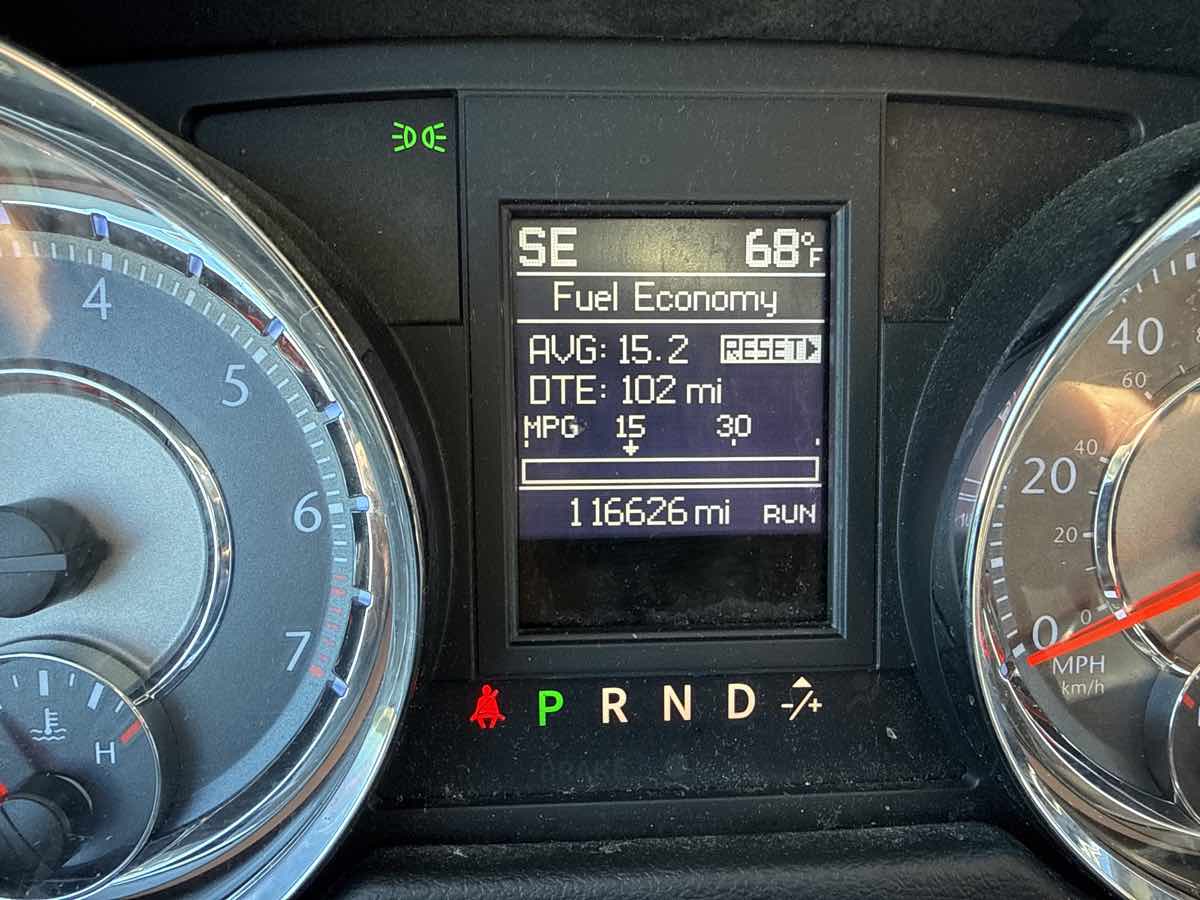 SE 68°F
Fuel Economy
AVG: 15.2 RESET
DTE: 102 mi
MPG 15 30
116626 mi RUN
P R N D -/+
4
5
6
7
H
40
60
20
40
20
0
0
MPH
km/h